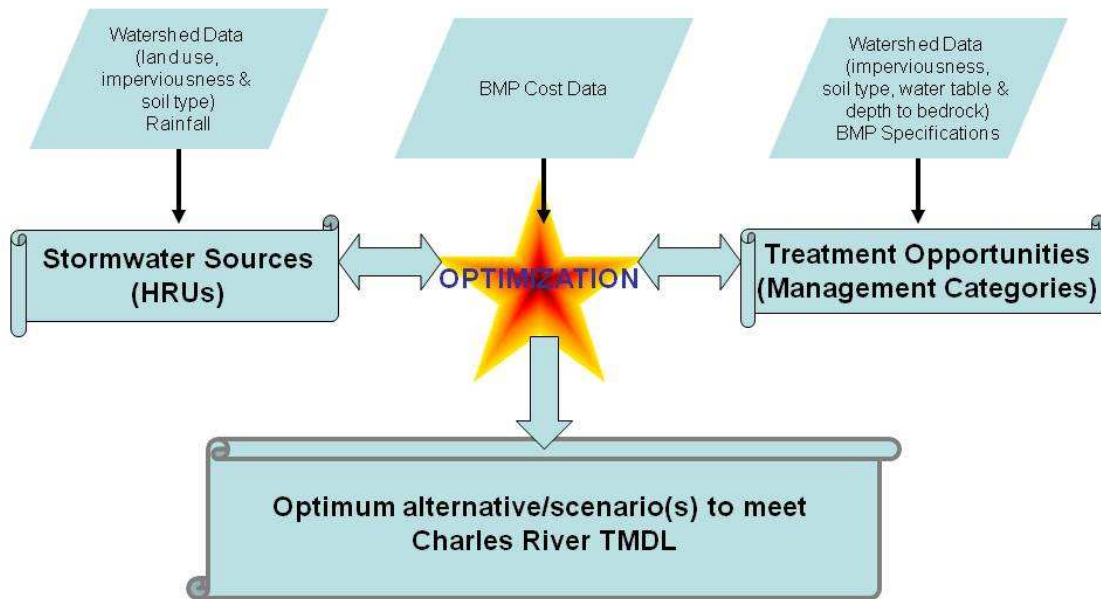 Watershed Data
(land use,
imperviousness &
soil type)
Rainfall
BMP Cost Data
Watershed Data
(imperviousness,
soil type, water table &
depth to bedrock)
BMP Specifications
Stormwater Sources
(HRUs)
OPTIMIZATION
Treatment Opportunities
(Management Categories)
Optimum alternative/scenario(s) to meet
Charles River TMDL